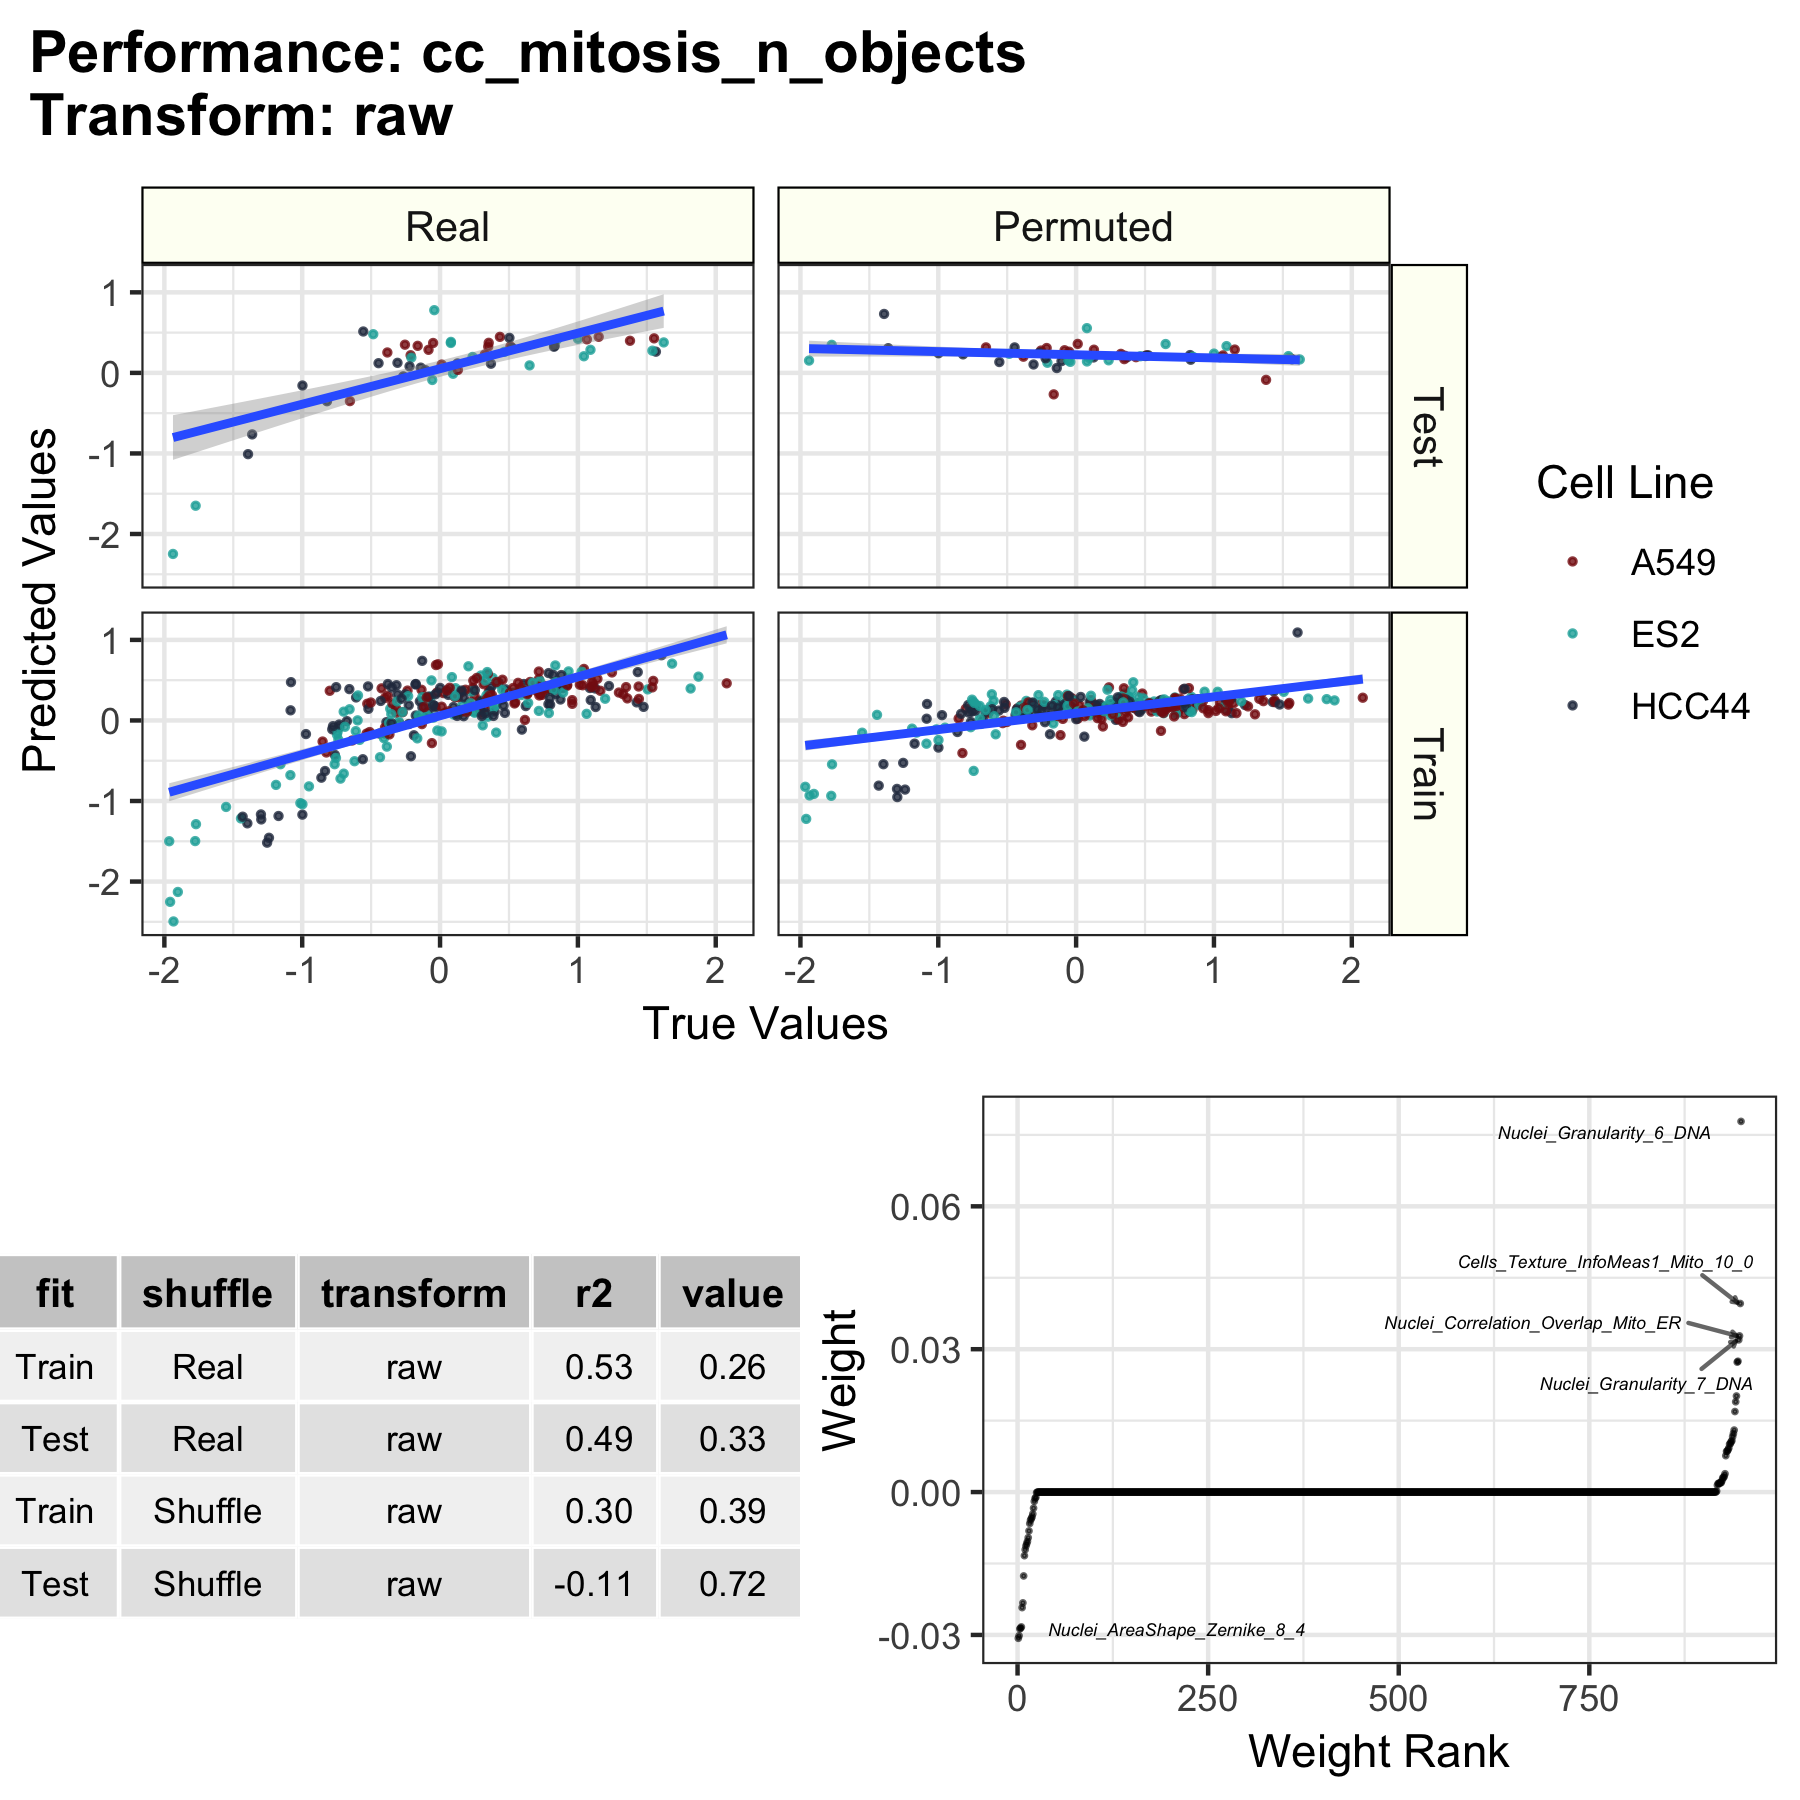 Performance: cc_mitosis_n_objects
Transform: raw
Real
Permuted
1
0
-1
-2
Test
1
0
-1
-2
Train
Predicted Values
-2 -1 0 1 2
-2 -1 0 1 2
True Values
Cell Line
A549
ES2
HCC44
fit shuffle transform r2 value
Train Real raw 0.53 0.26
Test Real raw 0.49 0.33
Train Shuffle raw 0.30 0.39
Test Shuffle raw -0.11 0.72
Weight
0.06
0.03
0.00
-0.03
Nuclei_Granularity_6_DNA
Cells_Texture_InfoMeas1_Mito_10_0
Nuclei_Correlation_Overlap_Mito_ER
Nuclei_Granularity_7_DNA
Nuclei_AreaShape_Zernike_8_4
0 250 500 750
Weight Rank